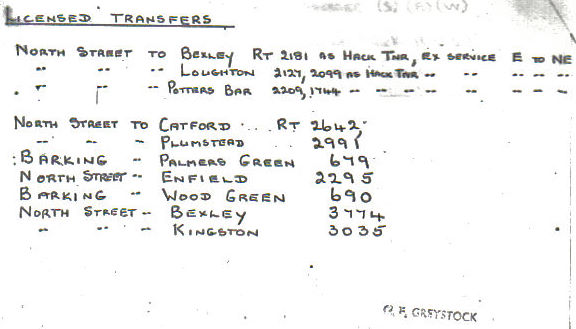 LICENSED TRANSFERS
NORTH STREET TO BEXLEY RT 2181 AS HACK TNR, EX SERVICE E TO NE
" " " LOUGHTON 2127, 2099 AS HACK TNR " " " " "
" " " POTTERS BAR 2209, 1744 " " " " " " " "
NORTH STREET TO CATFORD ... RT 2642,
" " " PLUMSTEAD 2991
BARKING " PALMERS GREEN 679
NORTH STREET " ENFIELD 2295
BARKING " WOOD GREEN 690
NORTH STREET " BEXLEY 3774
" " " KINGSTON 3035
GREYSTOCK